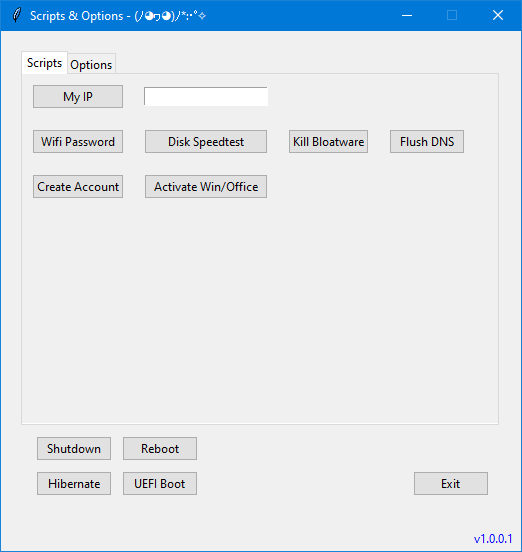 Scripts & Options - (ﾉ◕ヮ◕)ﾉ*:･ﾟ✧
Scripts Options
My IP
Wifi Password Disk Speedtest Kill Bloatware Flush DNS
Create Account Activate Win/Office
Shutdown Reboot
Hibernate UEFI Boot Exit
v1.0.0.1